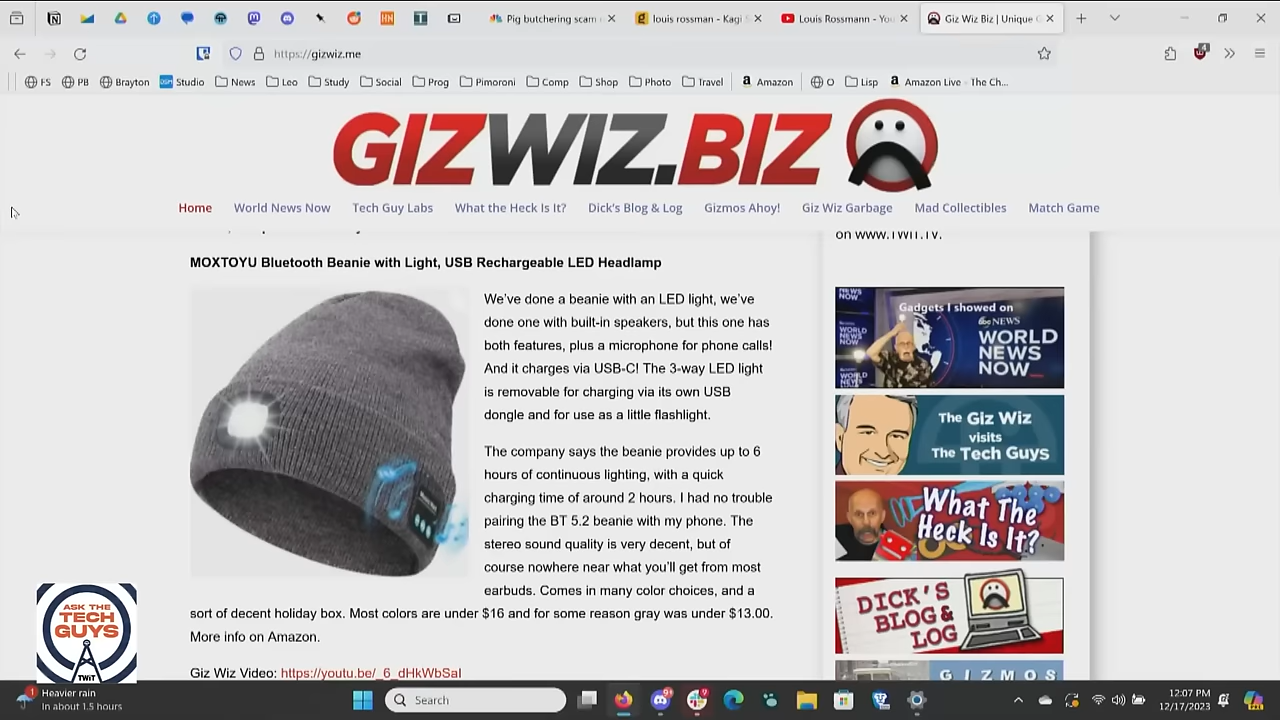 Pig butchering scam
louis rossman - Kagi S
Louis Rossmann - You
Giz Wiz Biz | Unique G
https://gizwiz.me
4
FS
PB
Brayton
DSM Studio
News
Leo
Study
Social
Prog
Pimoroni
Comp
Shop
Photo
Travel
Amazon
O
Lisp
Amazon Live - The Ch...
GIZWIZ.BIZ
Home
World News Now
Tech Guy Labs
What the Heck Is It?
Dick's Blog & Log
Gizmos Ahoy!
Giz Wiz Garbage
Mad Collectibles
Match Game
on www.TWiT.TV.
MOXTOYU Bluetooth Beanie with Light, USB Rechargeable LED Headlamp
We've done a beanie with an LED light, we've
done one with built-in speakers, but this one has
both features, plus a microphone for phone calls!
And it charges via USB-C! The 3-way LED light
is removable for charging via its own USB
dongle and for use as a little flashlight.
The company says the beanie provides up to 6
hours of continuous lighting, with a quick
charging time of around 2 hours. I had no trouble
pairing the BT 5.2 beanie with my phone. The
stereo sound quality is very decent, but of
course nowhere near what you'll get from most
earbuds. Comes in many color choices, and a
sort of decent holiday box. Most colors are under $16 and for some reason gray was under $13.00.
More info on Amazon.
Giz Wiz Video: https://youtu.be/_6_dHkWbSaI
Gadgets I showed on
abc NEWS
WORLD
NEWS
NOW
The Giz Wiz
visits
The Tech Guys
What The
Heck Is It?
DICK'S
BLOG &
LOG
GIZMOS
ASK THE
TECH
GUYS
TWiT
1
Heavier rain
In about 1.5 hours
Search
12:07 PM
12/17/2023